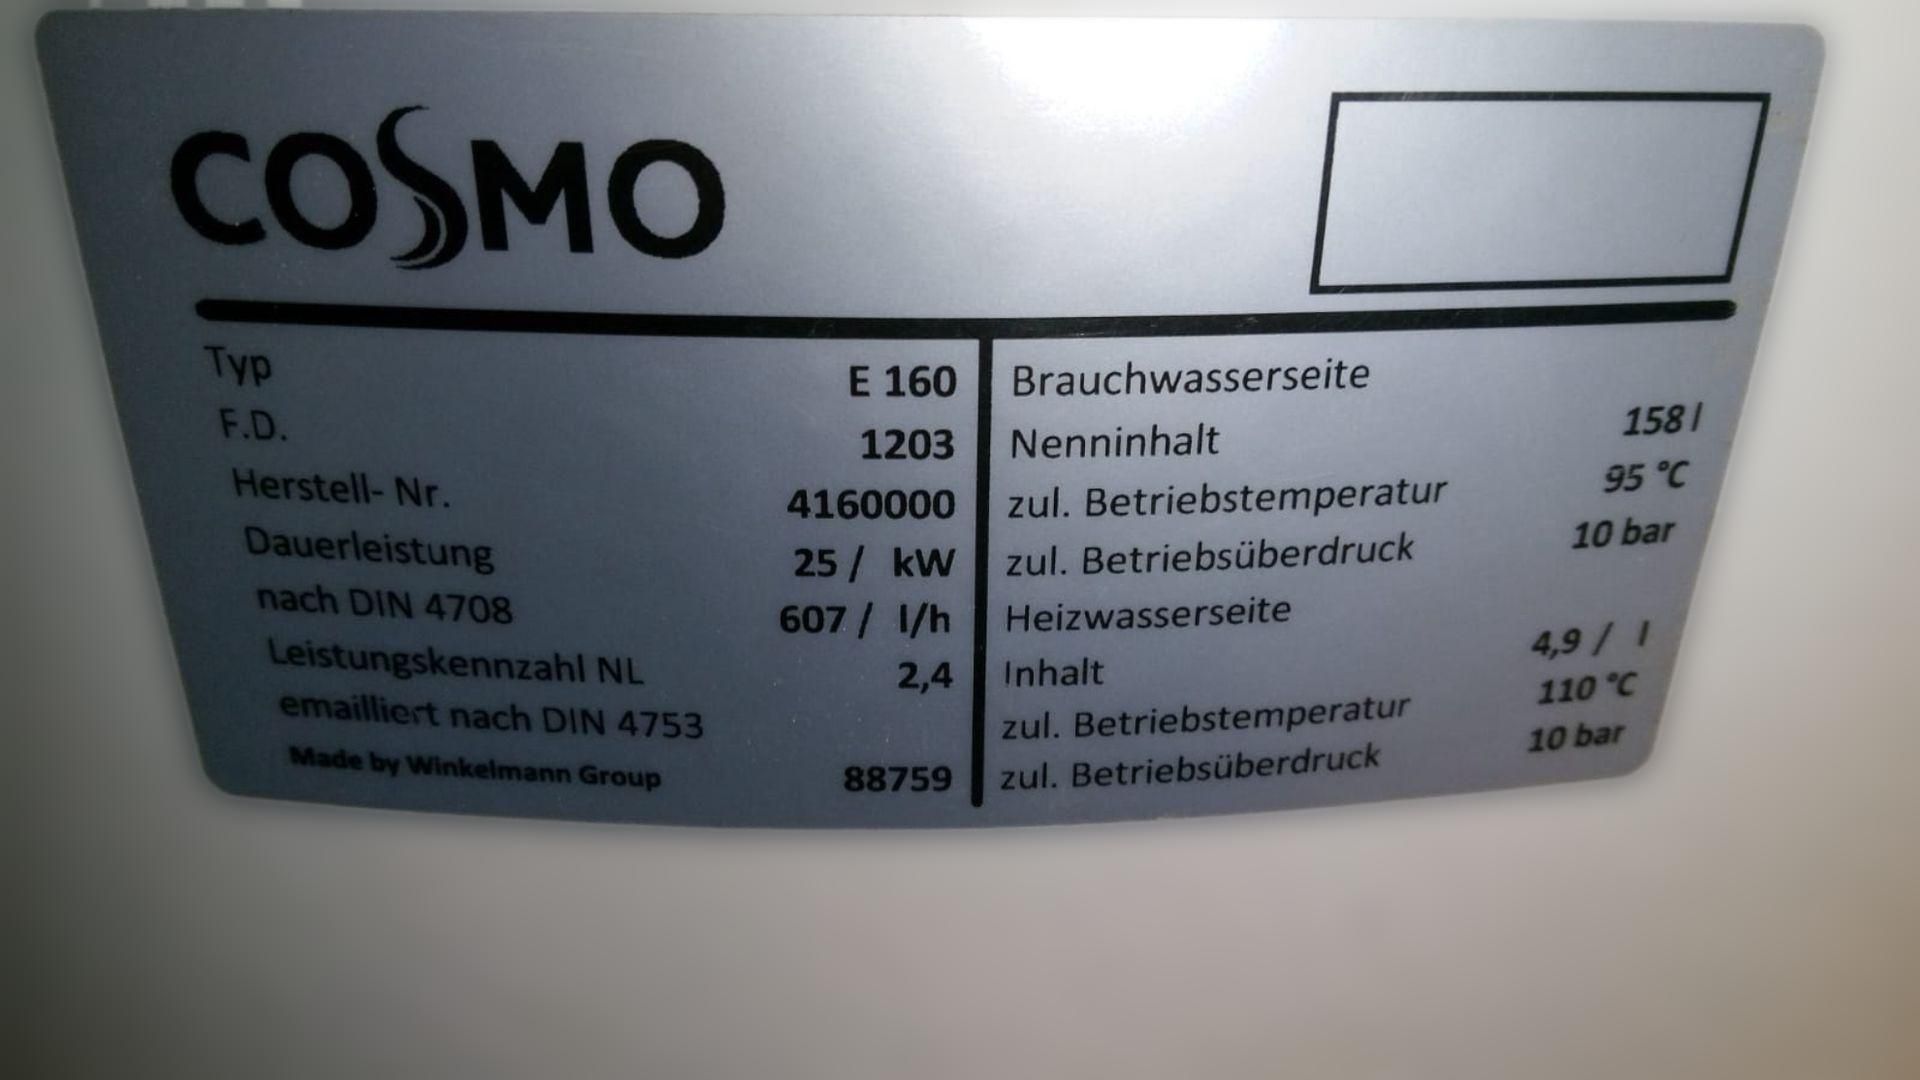 COSMO
Typ E 160
F.D. 1203
Herstell- Nr. 4160000
Dauerleistung 25 / kW
nach DIN 4708 607 / l/h
Leistungskennzahl NL 2,4
emailliert nach DIN 4753
Made by Winkelmann Group 88759
Brauchwasserseite
Nenninhalt 158 l
zul. Betriebstemperatur 95 °C
zul. Betriebsüberdruck 10 bar
Heizwasserseite
Inhalt 4,9 / l
zul. Betriebstemperatur 110 °C
zul. Betriebsüberdruck 10 bar